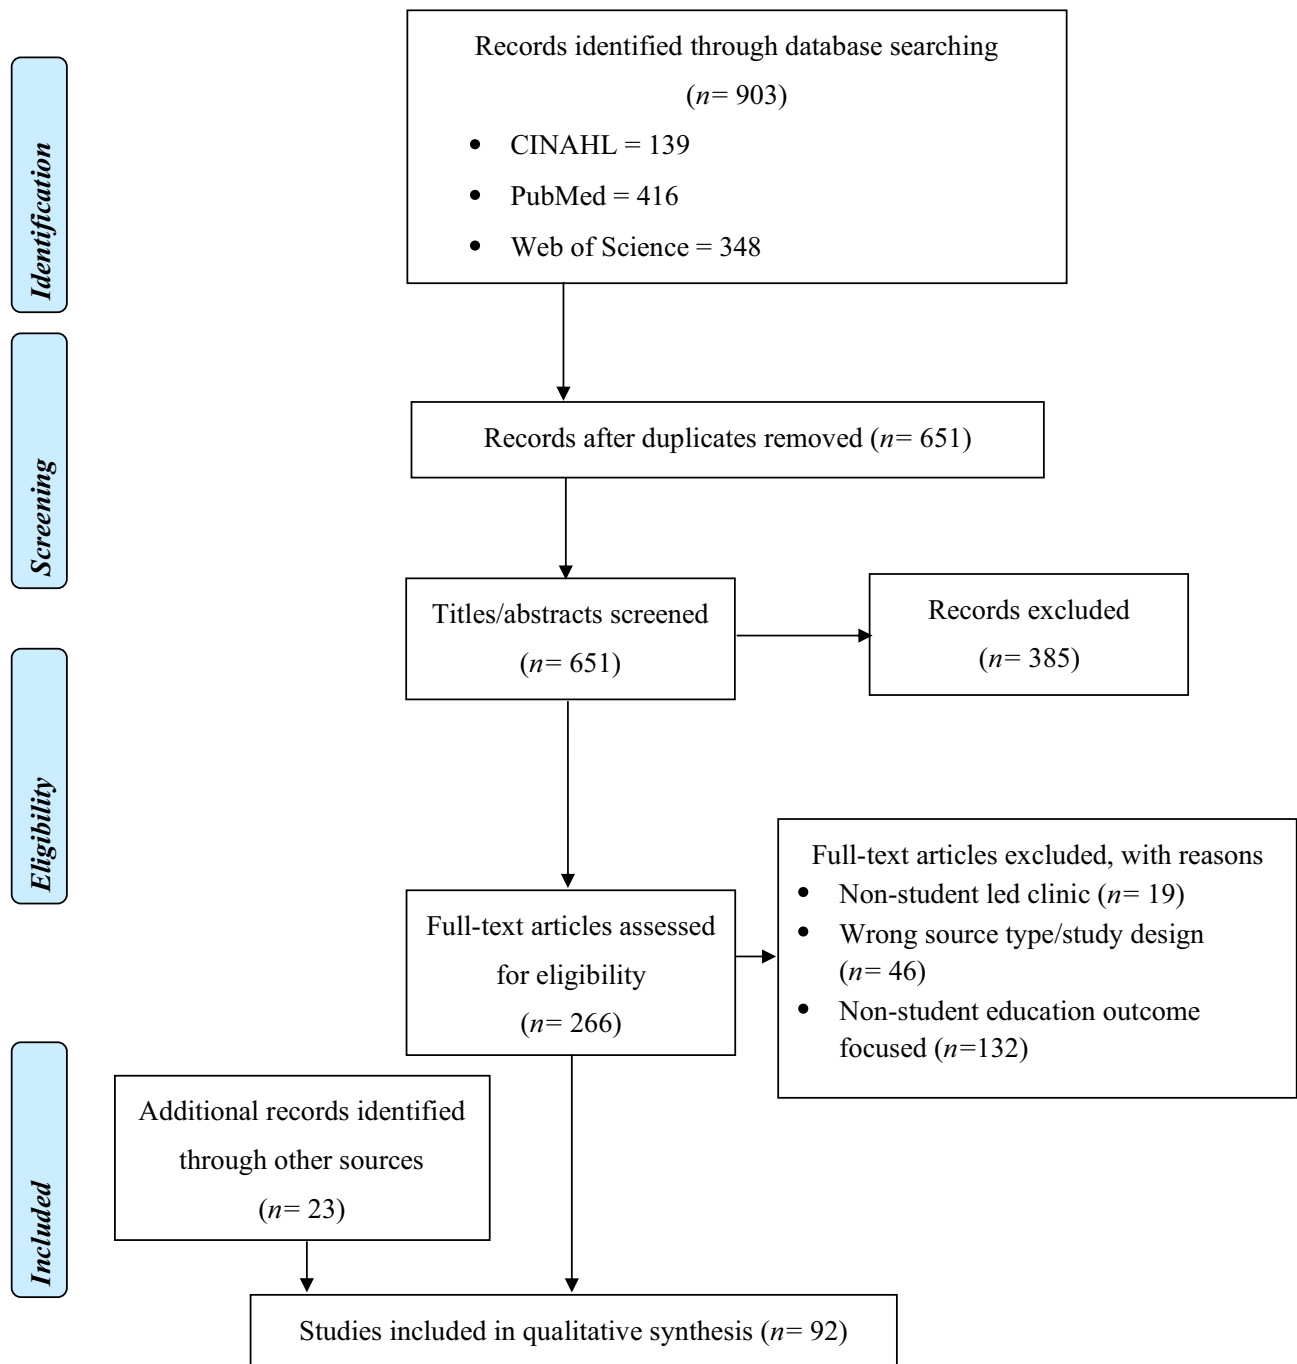 Records identified through database searching
(n= 903)
• CINAHL = 139
• PubMed = 416
• Web of Science = 348
Identification
Records after duplicates removed (n= 651)
Screening
Titles/abstracts screened
(n= 651)
Records excluded
(n= 385)
Eligibility
Full-text articles assessed
for eligibility
(n= 266)
Full-text articles excluded, with reasons
• Non-student led clinic (n= 19)
• Wrong source type/study design
(n= 46)
• Non-student education outcome
focused (n=132)
Included
Additional records identified
through other sources
(n= 23)
Studies included in qualitative synthesis (n= 92)